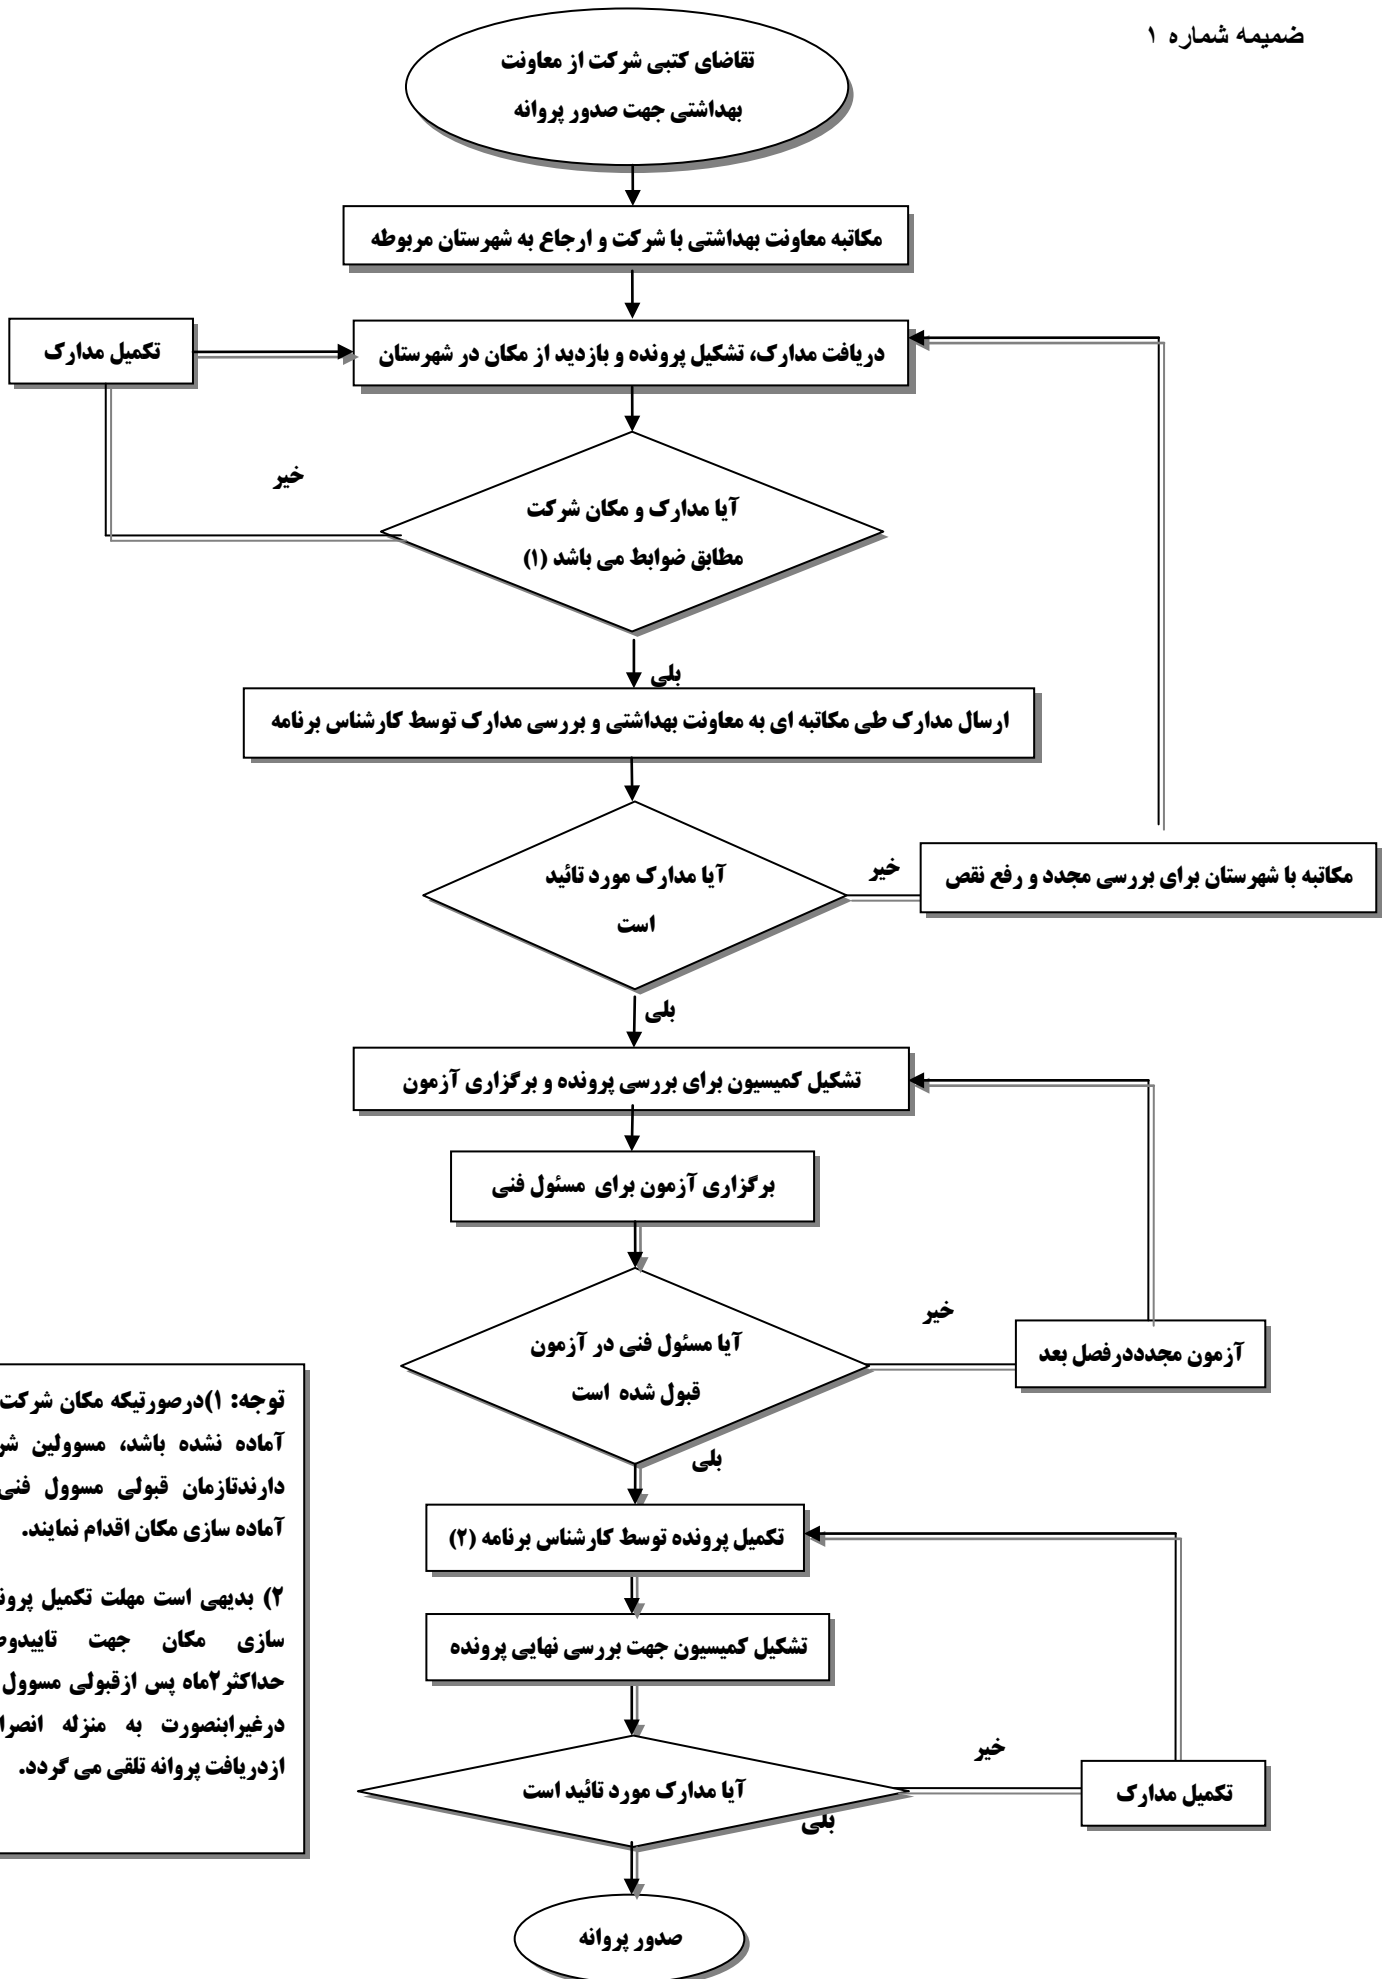 ضمیمه شماره ۱
تقاضای کتبی شرکت از معاونت
بهداشتی جهت صدور پروانه
مکاتبه معاونت بهداشتی با شرکت و ارجاع به شهرستان مربوطه
تکمیل مدارک
دریافت مدارک، تشکیل پرونده و بازدید از مکان در شهرستان
خیر
آیا مدارک و مکان شرکت
مطابق ضوابط می باشد (۱)
بلی
ارسال مدارک طی مکاتبه ای به معاونت بهداشتی و بررسی مدارک توسط کارشناس برنامه
آیا مدارک مورد تائید
است
خیر
مکاتبه با شهرستان برای بررسی مجدد و رفع نقص
بلی
تشکیل کمیسیون برای بررسی پرونده و برگزاری آزمون
برگزاری آزمون برای مسئول فنی
آیا مسئول فنی در آزمون
قبول شده است
خیر
آزمون مجدددرفصل بعد
بلی
تکمیل پرونده توسط کارشناس برنامه (۲)
تشکیل کمیسیون جهت بررسی نهایی پرونده
آیا مدارک مورد تائید است
خیر
تکمیل مدارک
بلی
صدور پروانه
توجه: ۱)درصورتیکه مکان شرکت
آماده نشده باشد، مسوولین
دارندتازمان قبولی مسوول فنی
آماده سازی مکان اقدام نمایند.
۲) بدیهی است مهلت تکمیل
سازی مکان جهت
حداکثر۲ماه پس ازقبولی مسوول
درغیرابنصورت به منزله
ازدریافت پروانه تلقی می گردد.